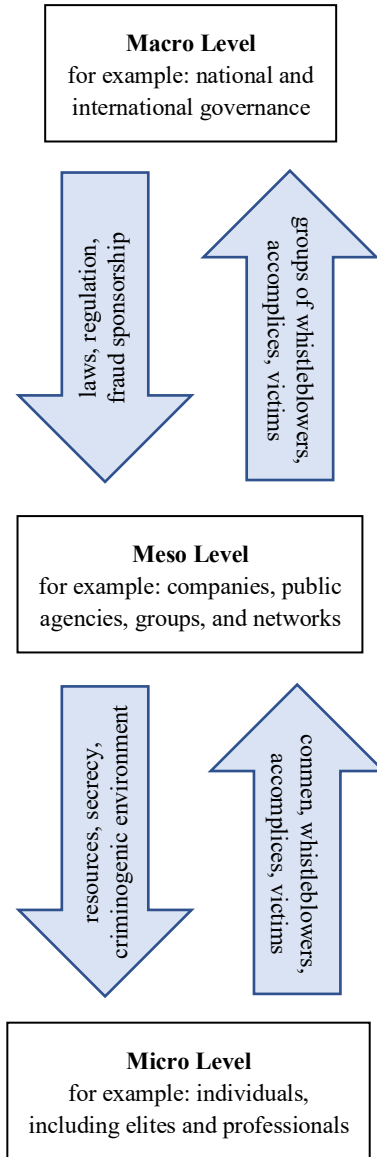 Macro Level
for example: national and
international governance
laws, regulation,
fraud sponsorship
groups of whistleblowers,
accomplices, victims
Meso Level
for example: companies, public
agencies, groups, and networks
resources, secrecy,
criminogenic environment
conmen, whistleblowers,
accomplices, victims
Micro Level
for example: individuals,
including elites and professionals